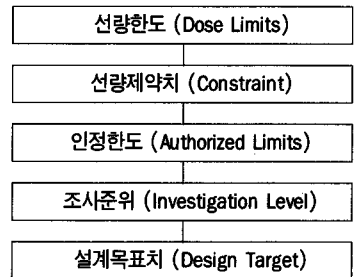 선량한도 (Dose Limits)
선량제약치 (Constraint)
인정한도 (Authorized Limits)
조사준위 (Investigation Level)
설계목표치 (Design Target)